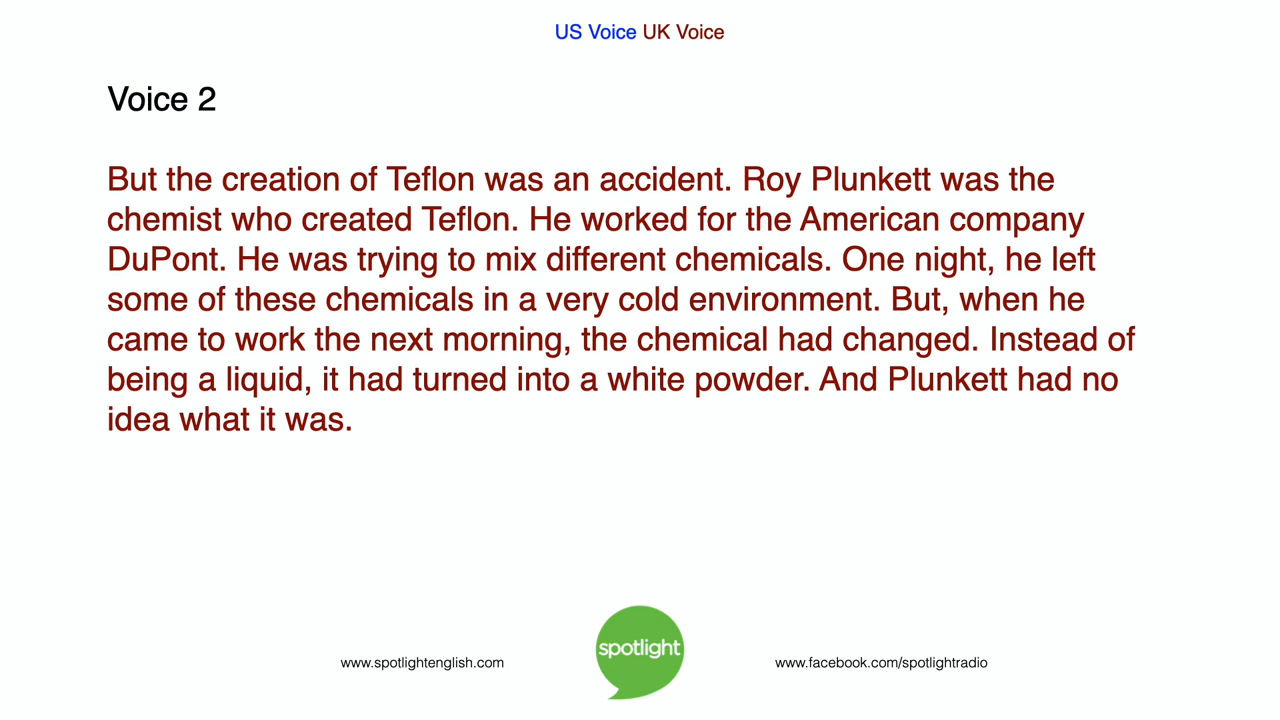 US Voice UK Voice
Voice 2
But the creation of Teflon was an accident. Roy Plunkett was the
chemist who created Teflon. He worked for the American company
DuPont. He was trying to mix different chemicals. One night, he left
some of these chemicals in a very cold environment. But, when he
came to work the next morning, the chemical had changed. Instead of
being a liquid, it had turned into a white powder. And Plunkett had no
idea what it was.
www.spotlightenglish.com
spotlight
www.facebook.com/spotlightradio